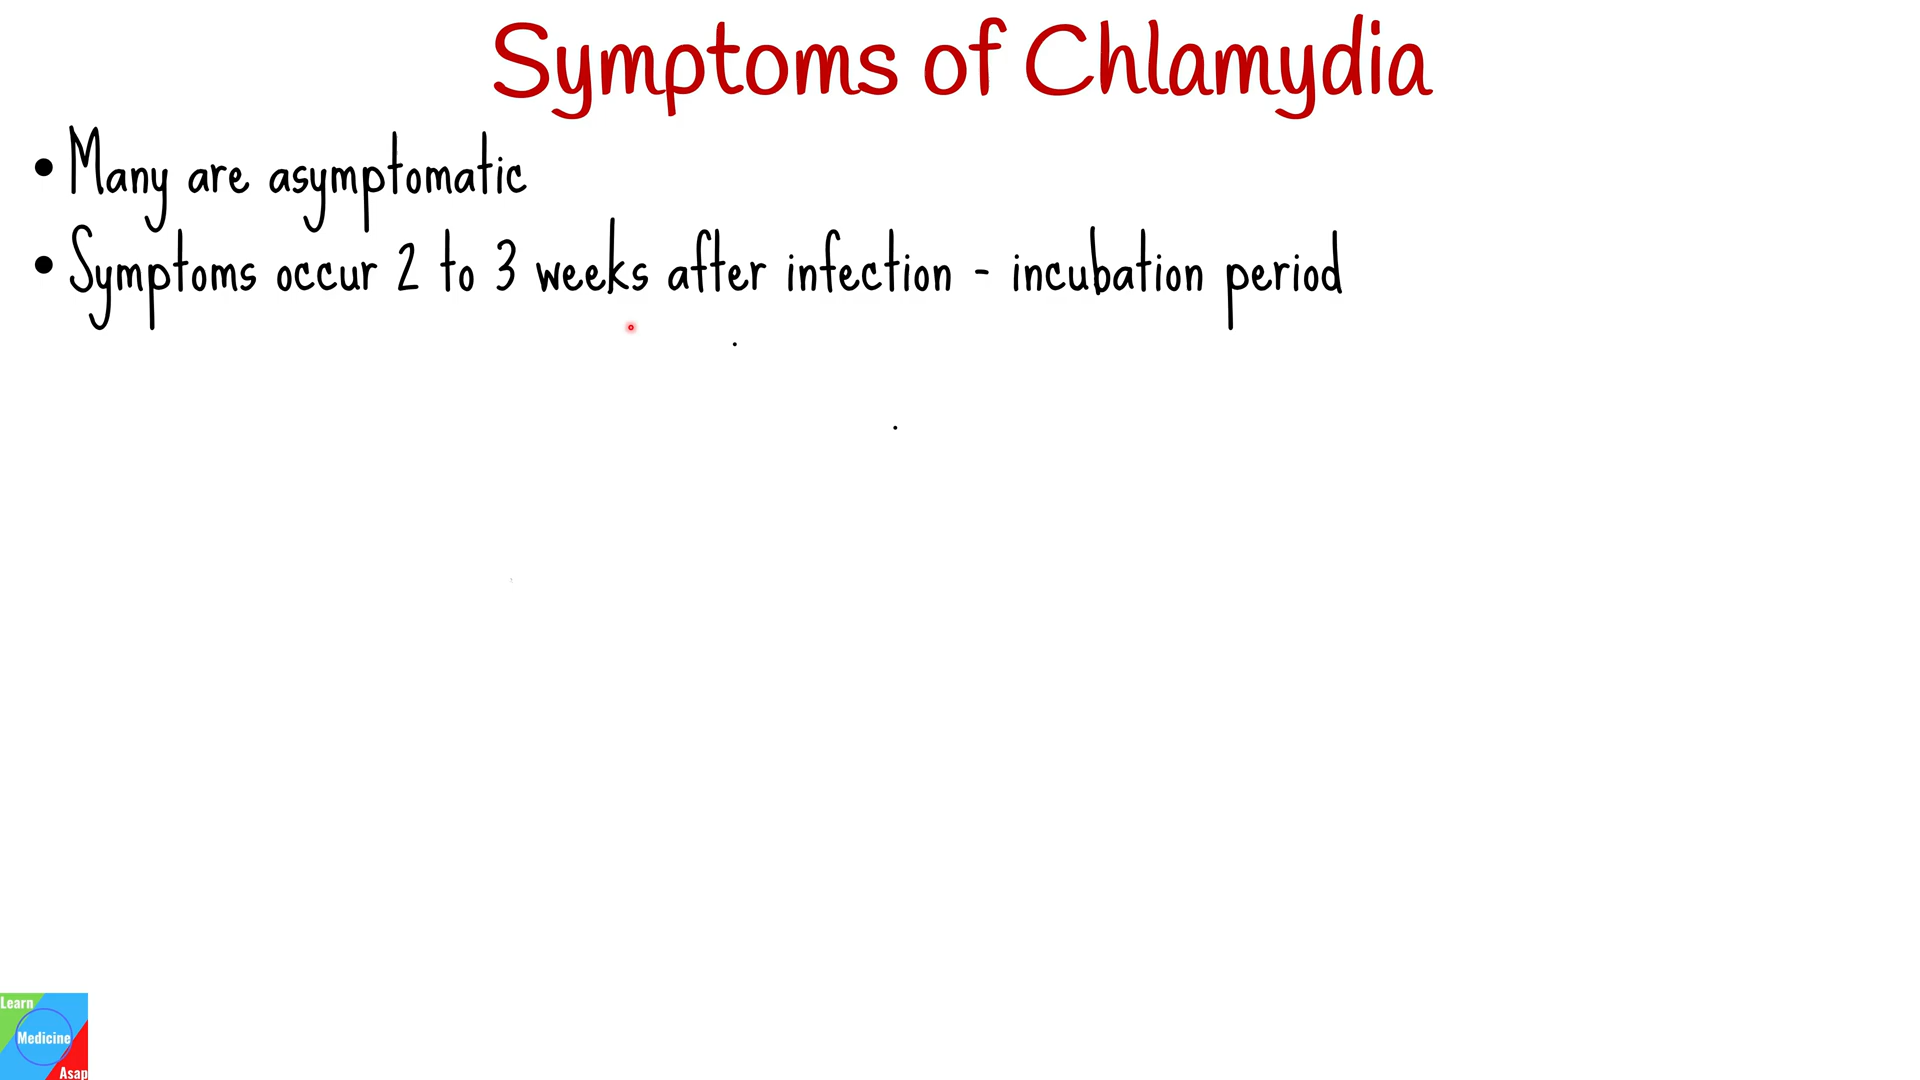 Symptoms of Chlamydia
• Many are asymptomatic
• Symptoms occur 2 to 3 weeks after infection - incubation period
Learn
Medicine
Asap